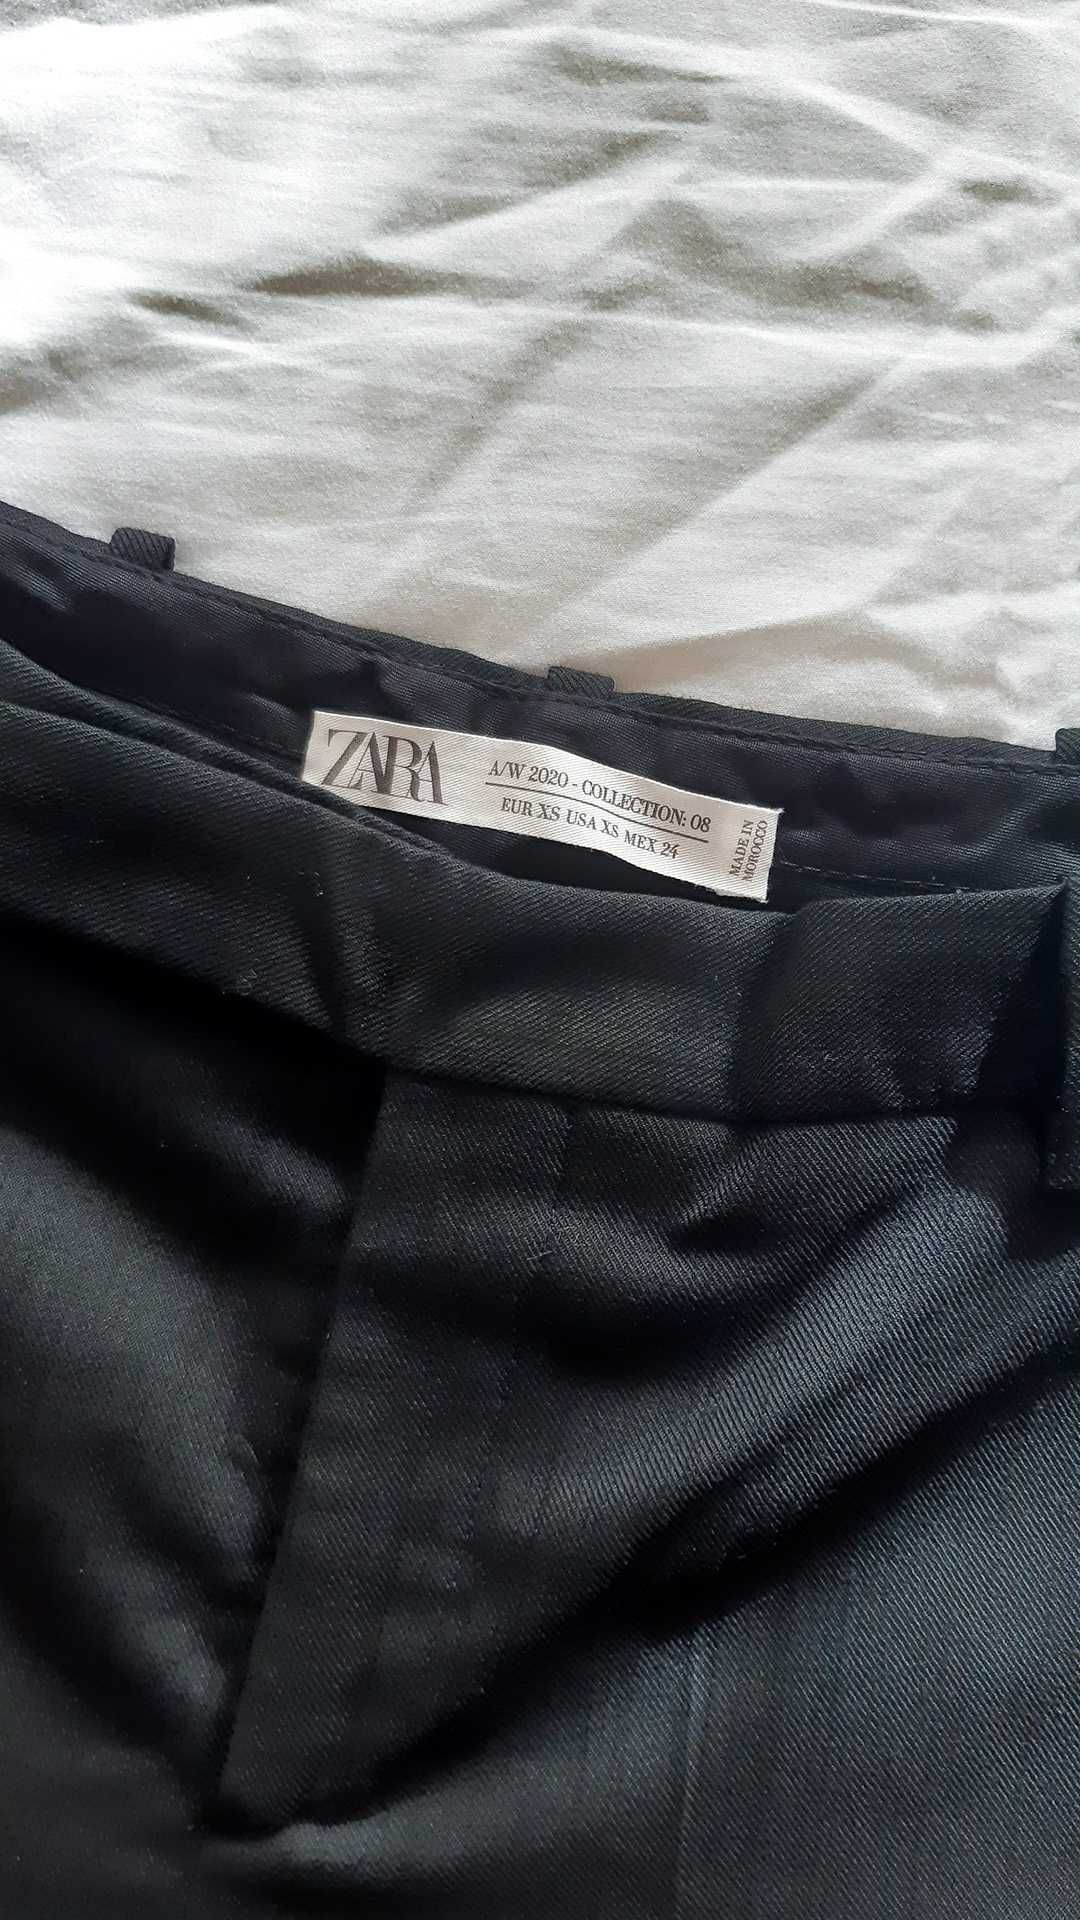 ZARA
A/W 2020 - COLLECTION: 08
EUR XS USA XS MEX 24
MADE IN
MOROCCO